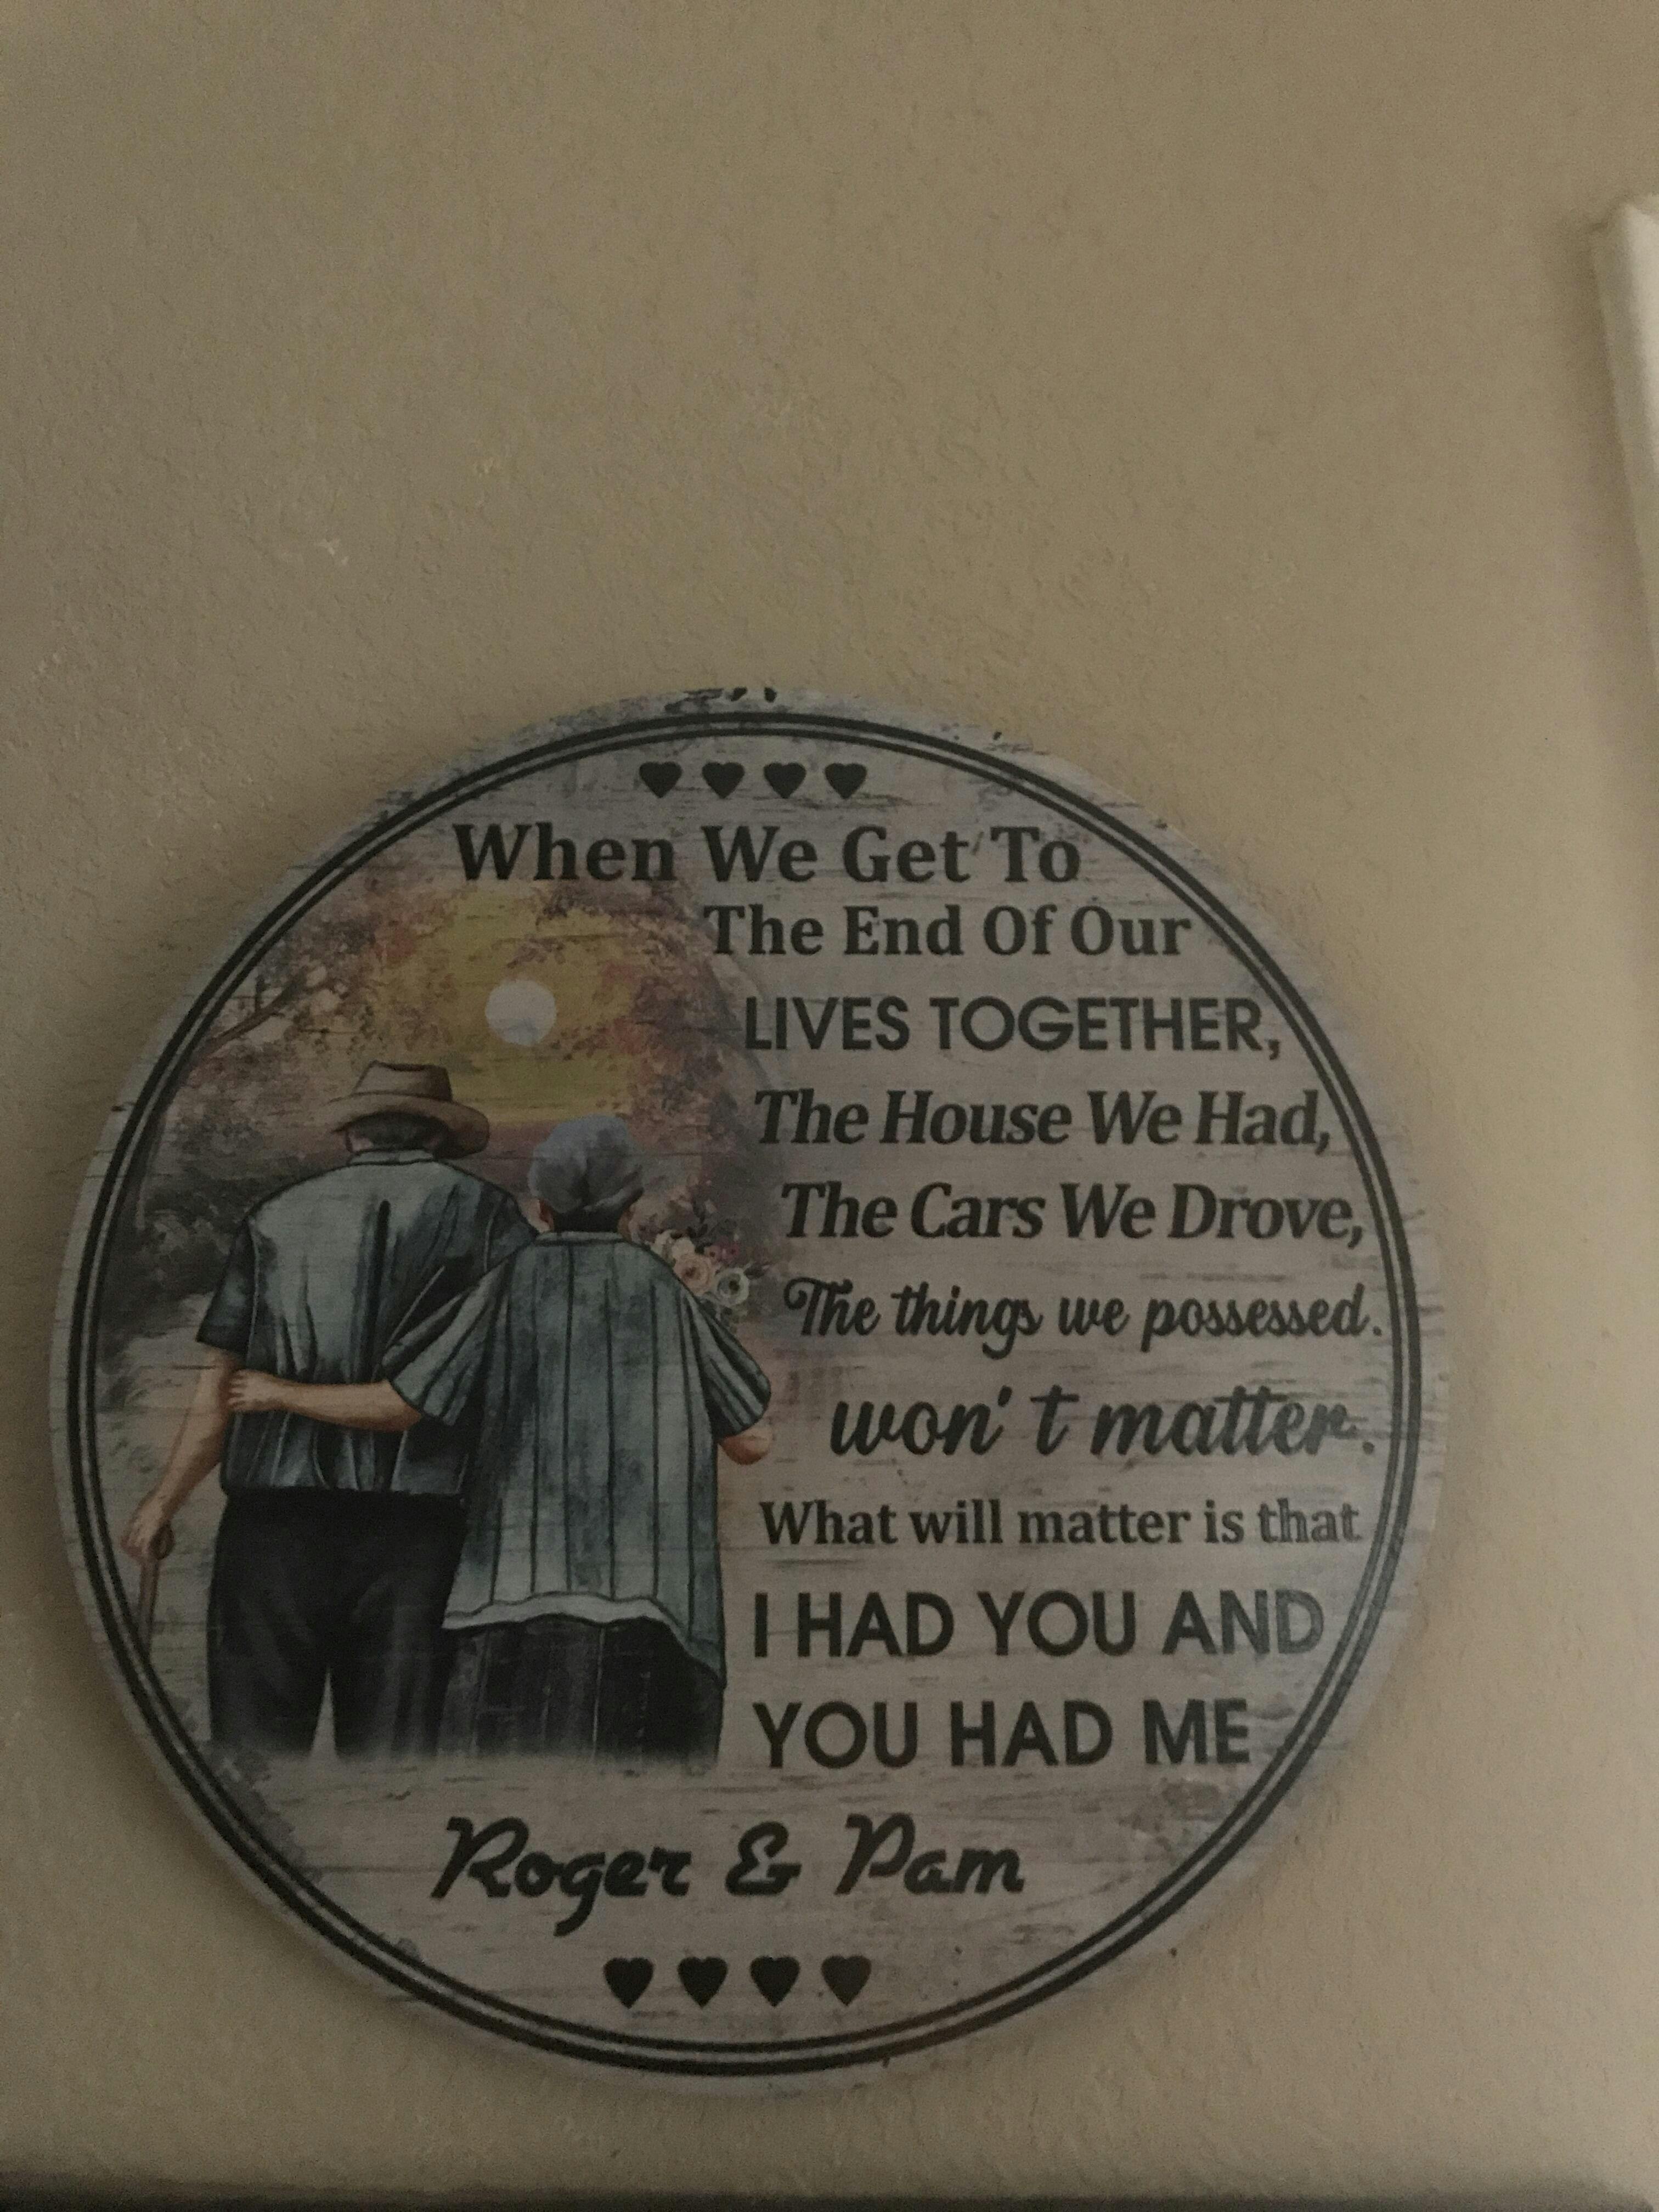 When We Get To
The End Of Our
LIVES TOGETHER,
The House We Had,
The Cars We Drove,
The things we possessed.
won't matter.
What will matter is that
I HAD YOU AND
YOU HAD ME
Roger & Pam